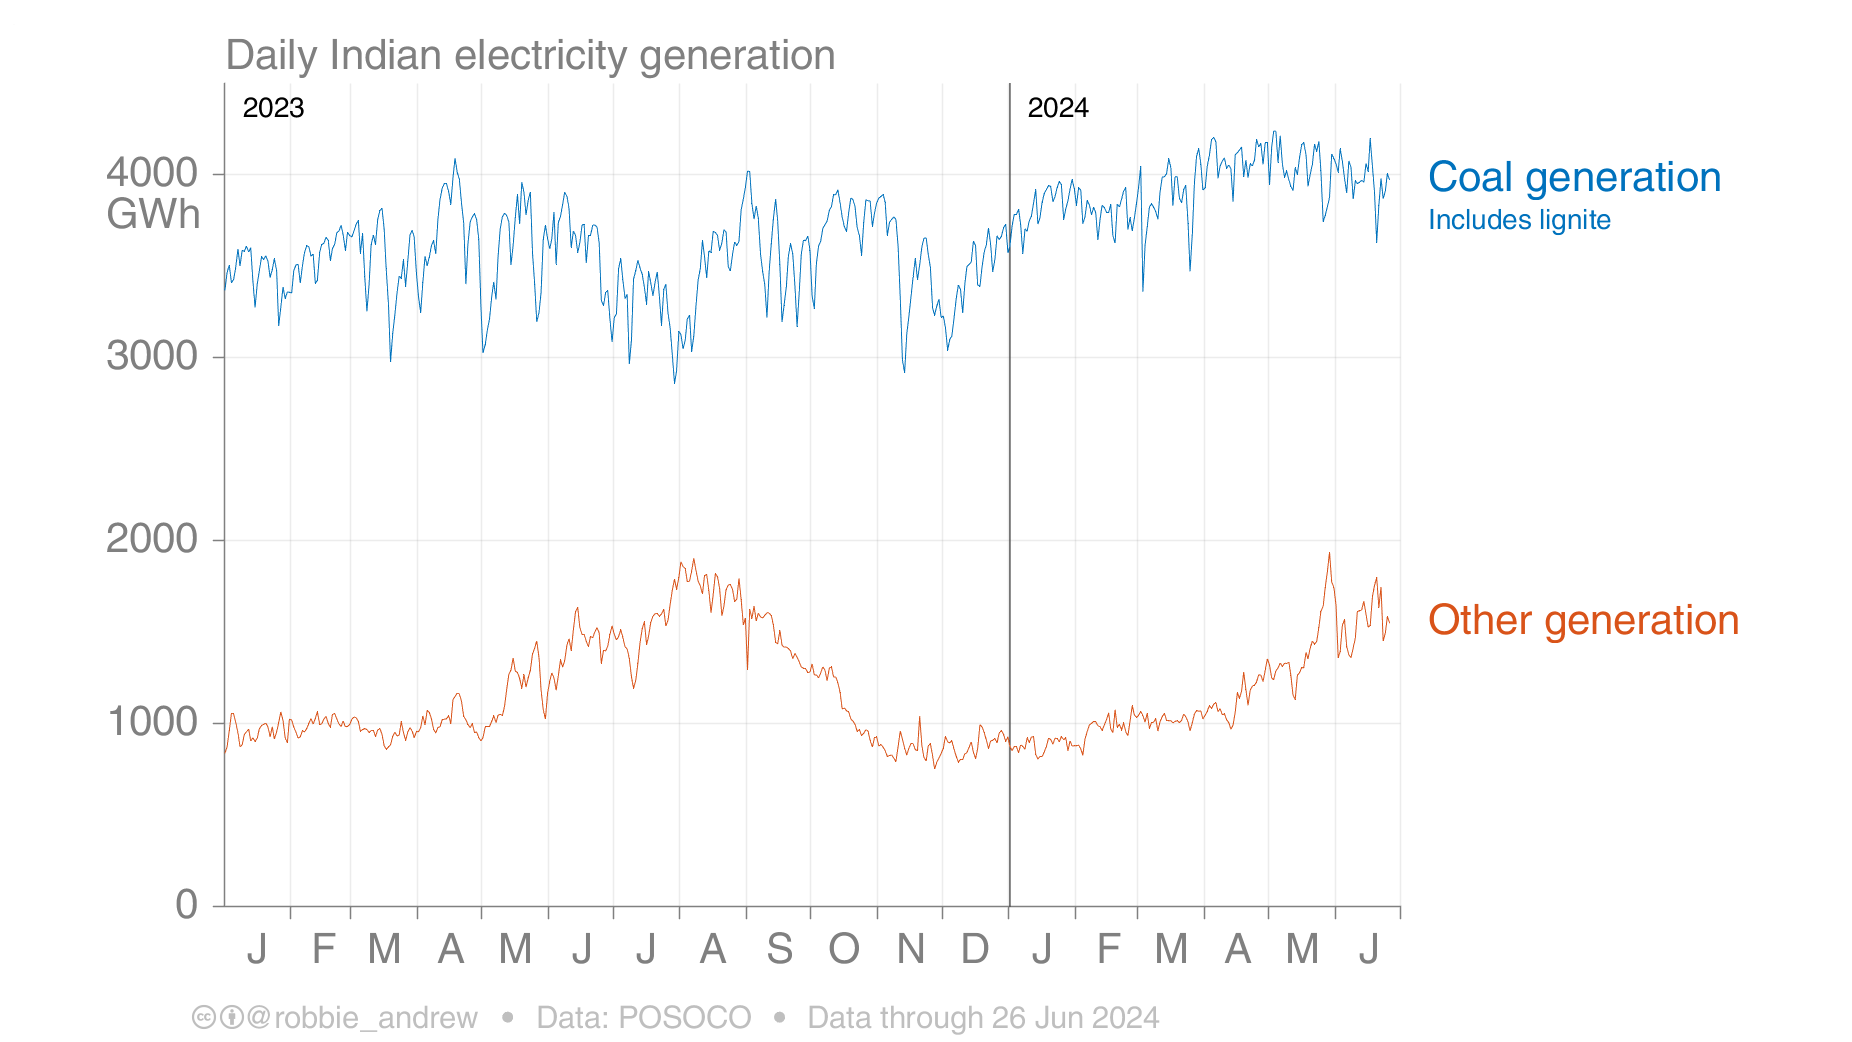 Daily Indian electricity generation
2023
2024
4000
GWh
3000
2000
1000
0
Coal generation
Includes lignite
Other generation
J F M A M J J A S O N D J F M A M J
cc @robbie_andrew • Data: POSOCO • Data through 26 Jun 2024